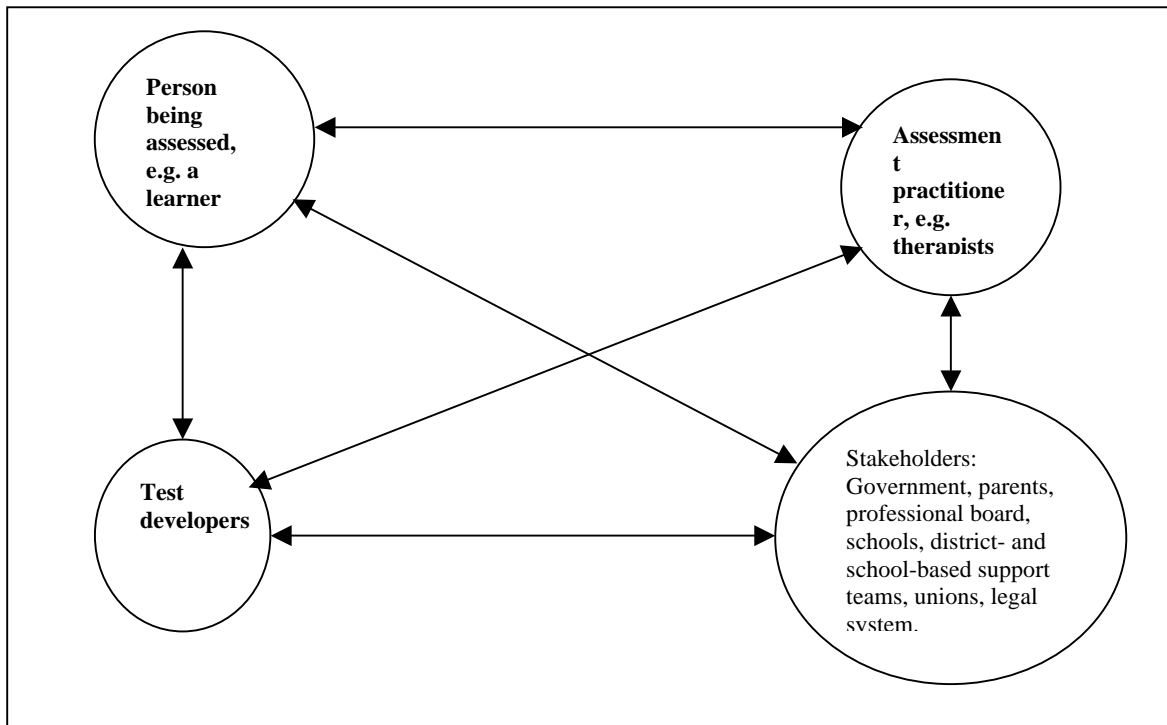 Person
being
assessed,
e.g. a
learner
Assessmen
t
practitione
r, e.g.
therapists
Test
developers
Stakeholders:
Government, parents,
professional board,
schools, district- and
school-based support
teams, unions, legal
system.